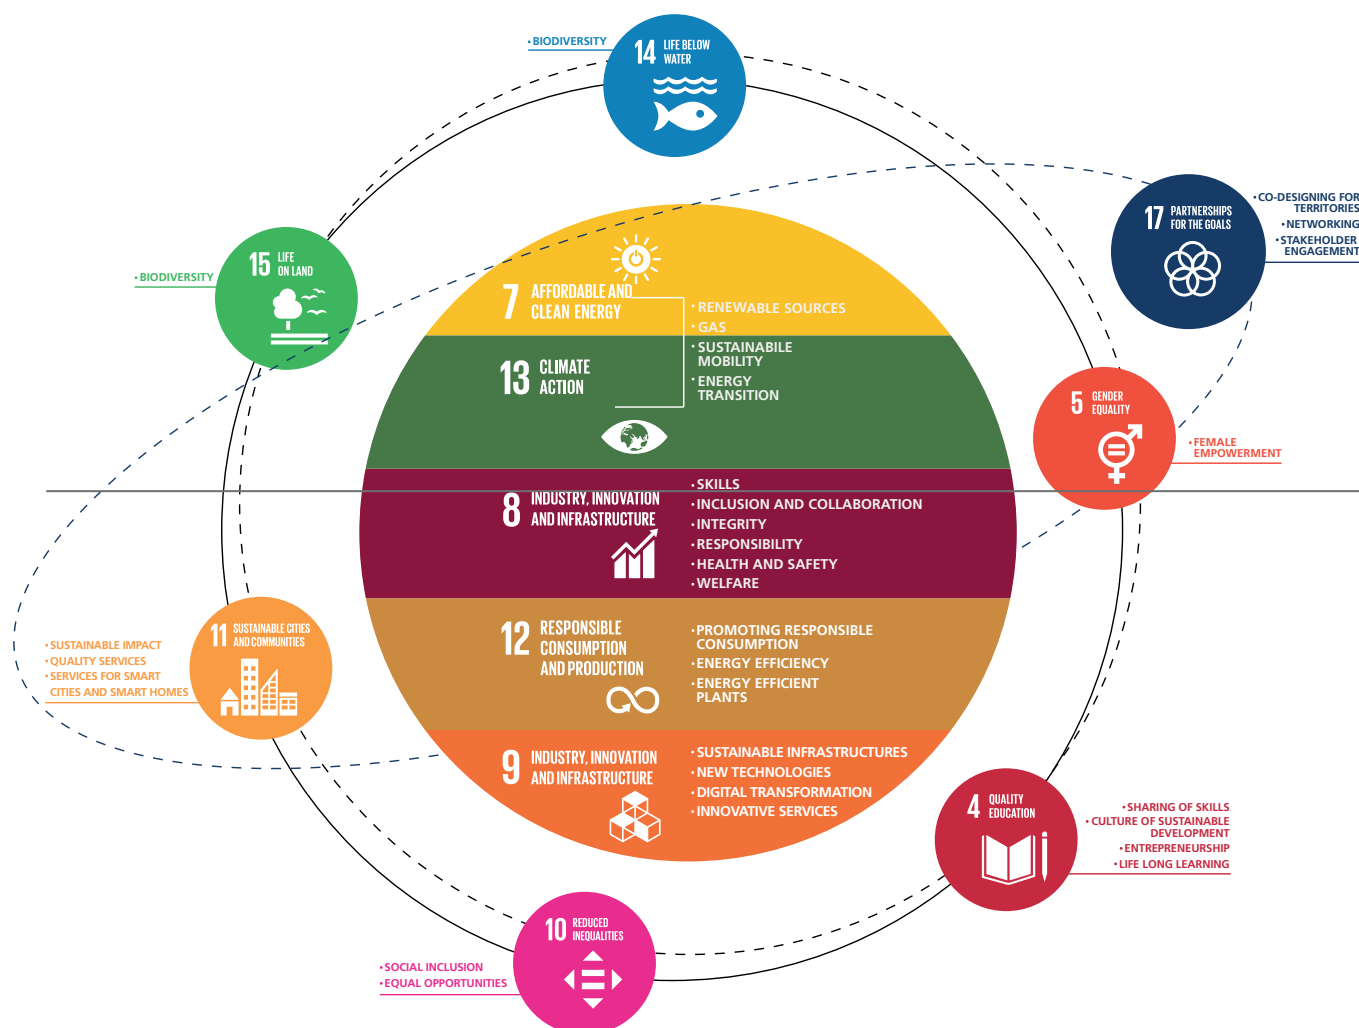 • BIODIVERSITY
14 LIFE BELOW
WATER
17 PARTNERSHIPS
FOR THE GOALS
• CO-DESIGNING FOR
TERRITORIES
• NETWORKING
• STAKEHOLDER
ENGAGEMENT
15 LIFE
ON LAND
• BIODIVERSITY
7 AFFORDABLE AND
CLEAN ENERGY
• RENEWABLE SOURCES
• GAS
• SUSTAINABILE
MOBILITY
• ENERGY
TRANSITION
13 CLIMATE
ACTION
5 GENDER
EQUALITY
• FEMALE
EMPOWERMENT
8 INDUSTRY, INNOVATION
AND INFRASTRUCTURE
• SKILLS
• INCLUSION AND COLLABORATION
• INTEGRITY
• RESPONSIBILITY
• HEALTH AND SAFETY
• WELFARE
11 SUSTAINABLE CITIES
AND COMMUNITIES
• SUSTAINABLE IMPACT
• QUALITY SERVICES
• SERVICES FOR SMART
CITIES AND SMART HOMES
12 RESPONSIBLE
CONSUMPTION
AND PRODUCTION
• PROMOTING RESPONSIBLE
CONSUMPTION
• ENERGY EFFICIENCY
• ENERGY EFFICIENT
PLANTS
9 INDUSTRY, INNOVATION
AND INFRASTRUCTURE
• SUSTAINABLE INFRASTRUCTURES
• NEW TECHNOLOGIES
• DIGITAL TRANSFORMATION
• INNOVATIVE SERVICES
4 QUALITY
EDUCATION
• SHARING OF SKILLS
• CULTURE OF SUSTAINABLE
DEVELOPMENT
• ENTREPRENEURSHIP
• LIFE LONG LEARNING
10 REDUCED
INEQUALITIES
• SOCIAL INCLUSION
• EQUAL OPPORTUNITIES